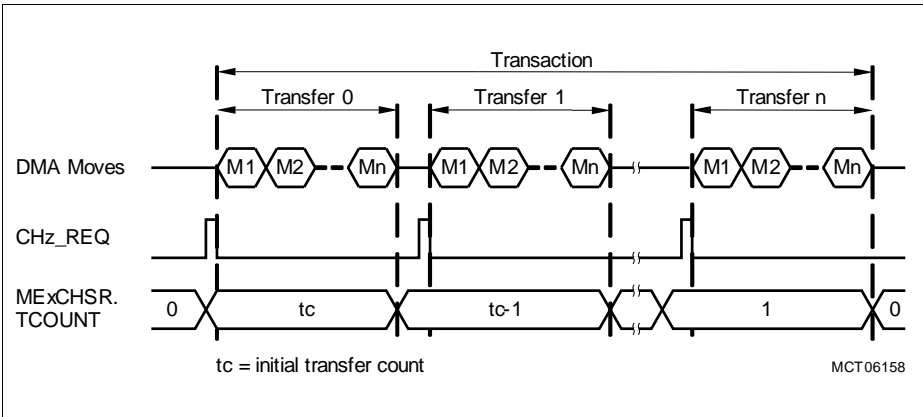 Transaction
Transfer 0 Transfer 1 Transfer n
DMA Moves M1 M2 Mn M1 M2 Mn M1 M2 Mn
CHz_REQ
MExCHSR.
TCOUNT 0 tc tc-1 1 0
tc = initial transfer count
MCT06158